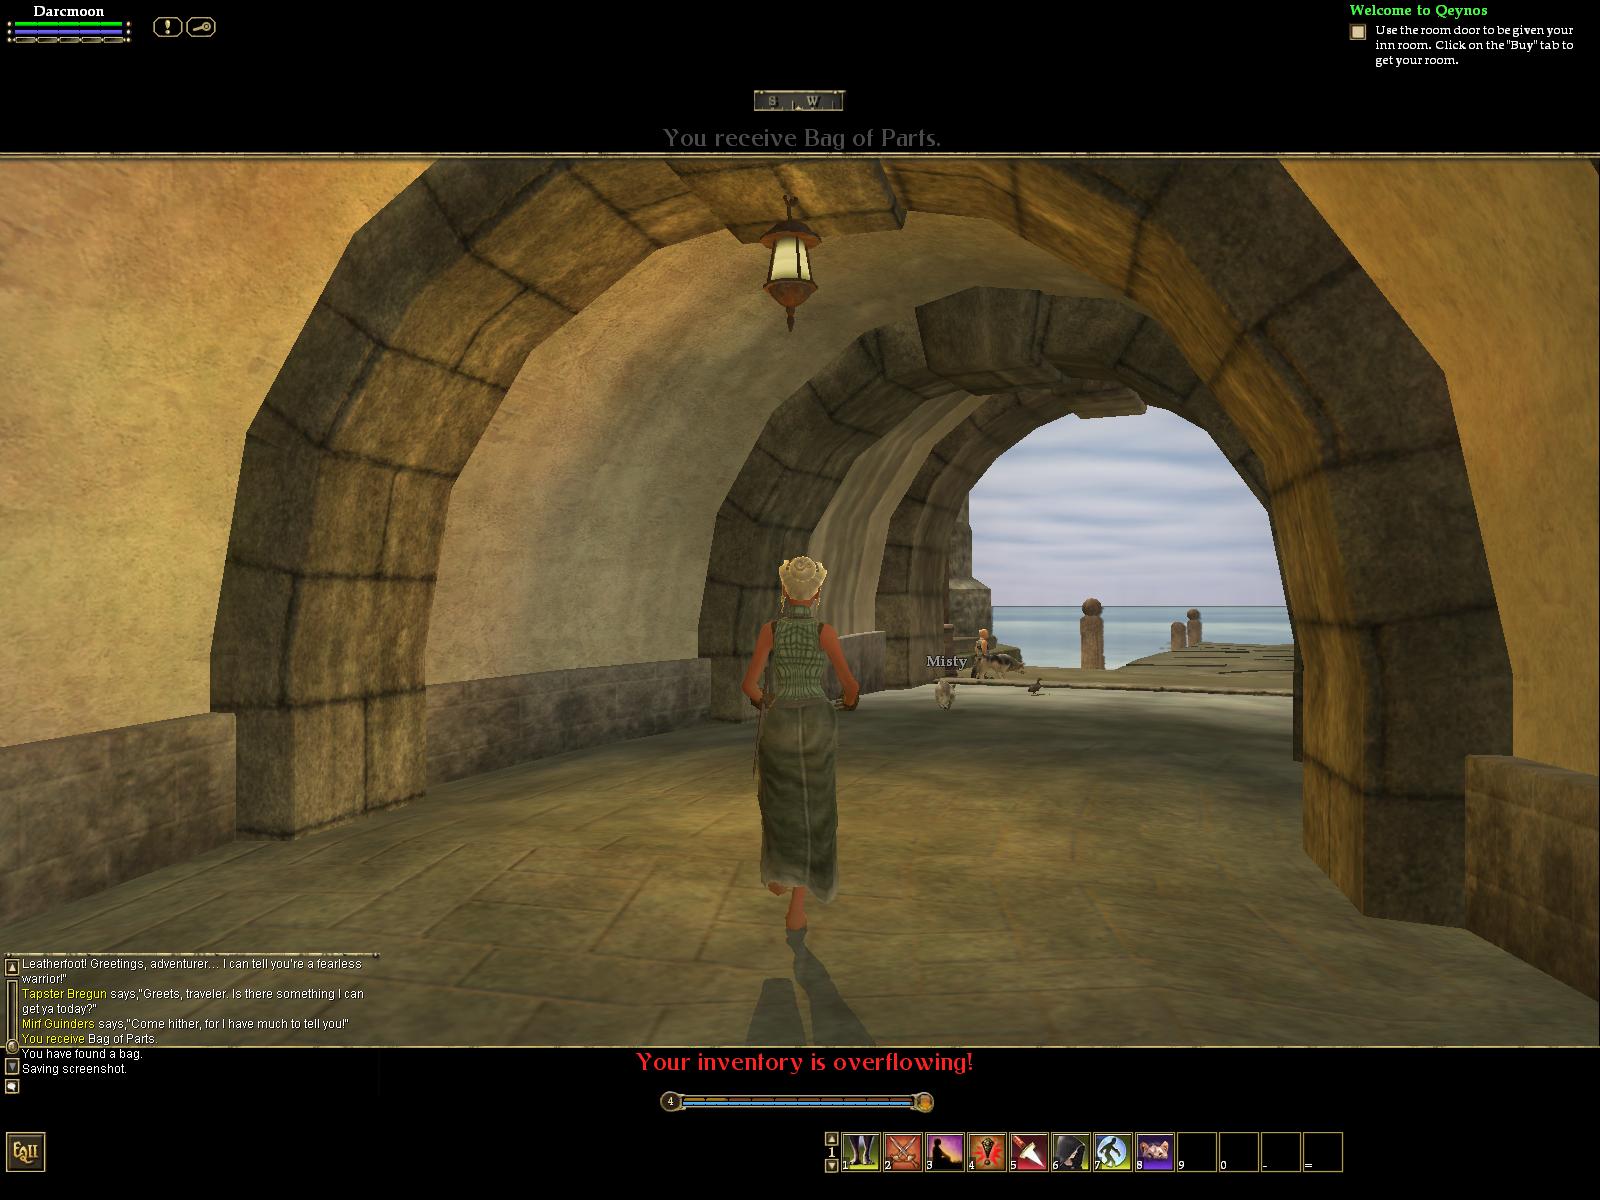 Darcmoon
Welcome to Qeynos
Use the room door to be given your
inn room. Click on the "Buy" tab to
get your room.
S W
You receive Bag of Parts.
Misty
Leatherfoot! Greetings, adventurer... I can tell you're a fearless
warrior!"
Tapster Bregun says,"Greets, traveler. Is there something I can
get ya today?"
Mirf Guinders says,"Come hither, for I have much to tell you!"
You receive Bag of Parts.
You have found a bag.
Saving screenshot.
Your inventory is overflowing!
4
EQII
1
1 2 3 4 5 6 7 8 9 0 - =